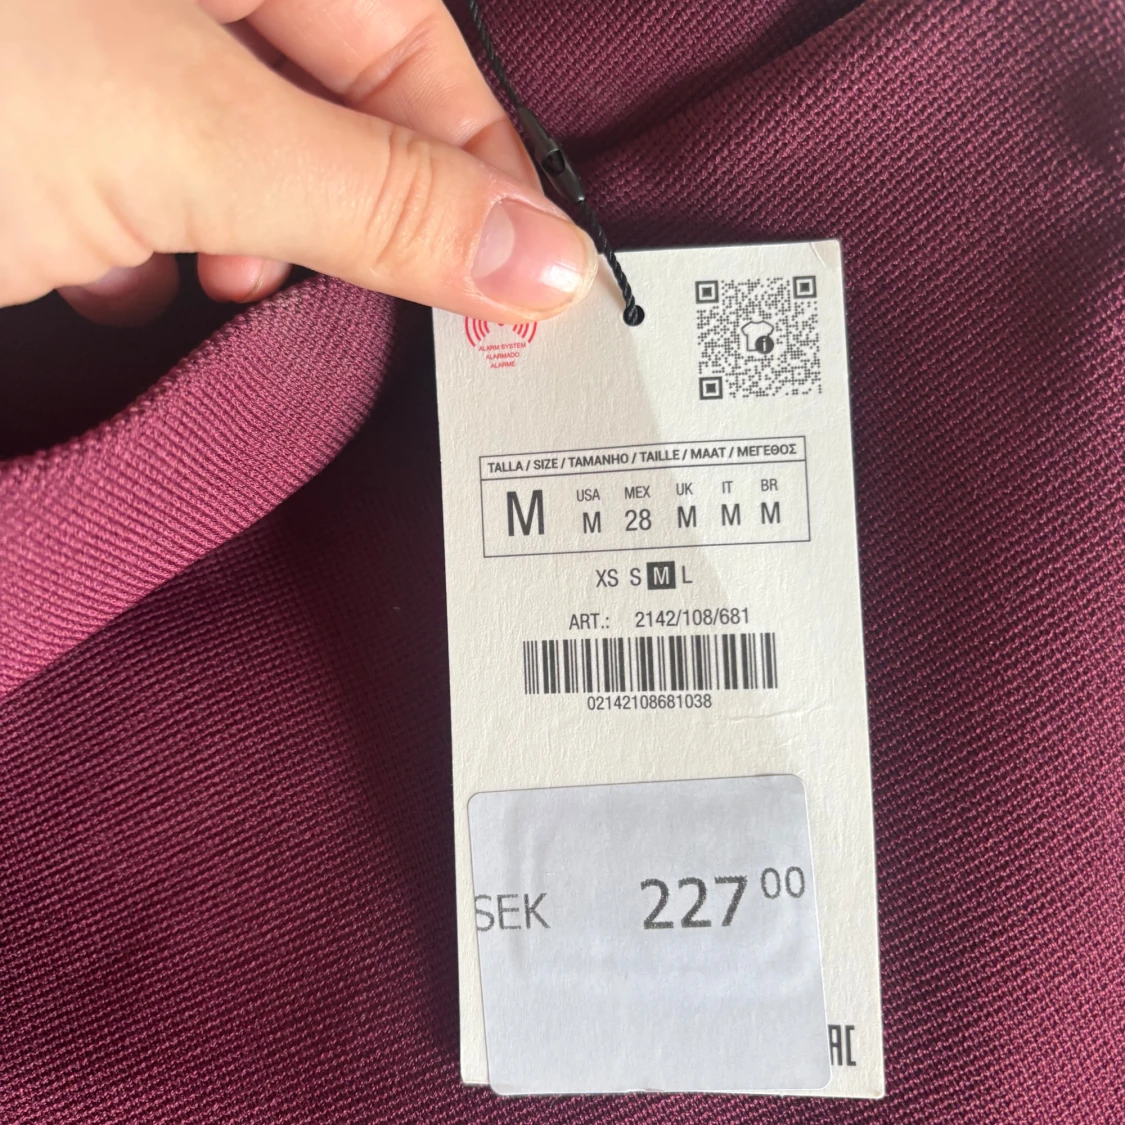 ALARM SYSTEM
ALARMADO
ALARME
TALLA / SIZE / TAMANHO / TAILLE / MAAT / ΜΕΓΕΘΟΣ
M USA MEX UK IT BR
M 28 M M M
XS S M L
ART.: 2142/108/681
02142108681038
SEK 227 00